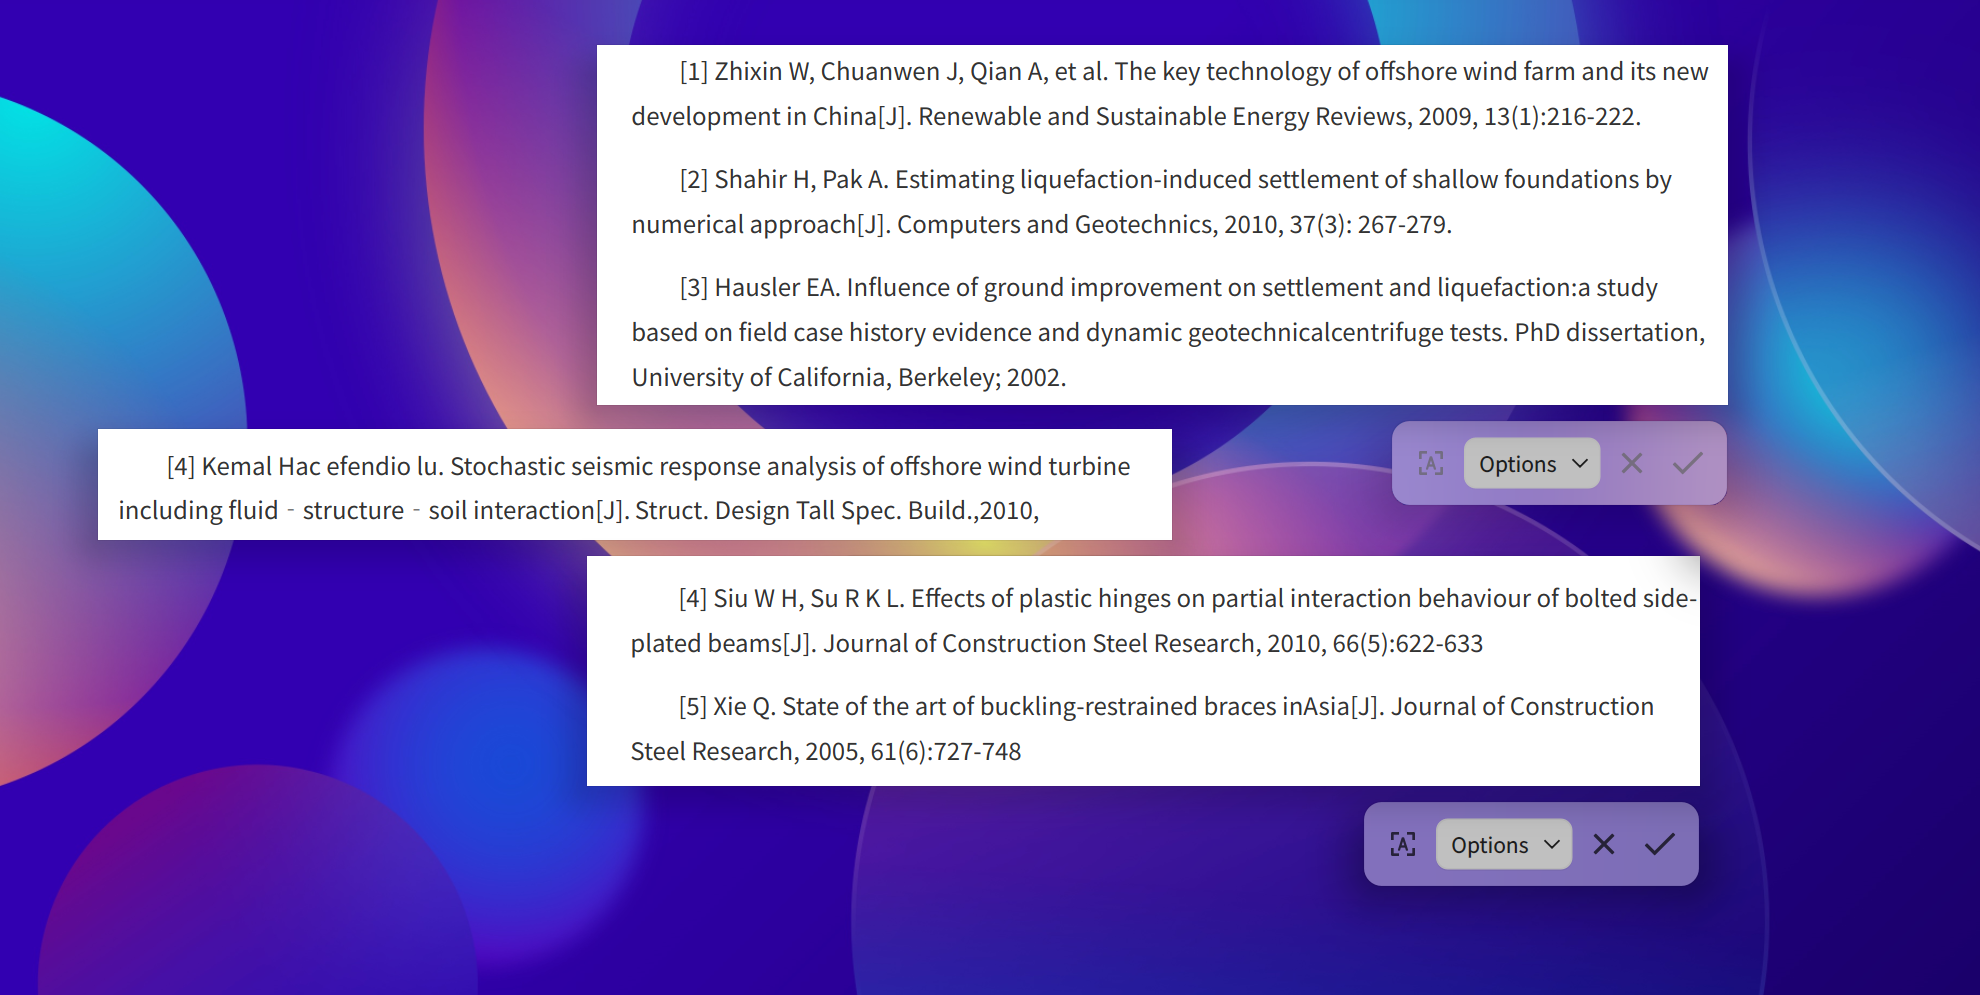 [1] Zhixin W, Chuanwen J, Qian A, et al. The key technology of offshore wind farm and its new
development in China[J]. Renewable and Sustainable Energy Reviews, 2009, 13(1):216-222.
[2] Shahir H, Pak A. Estimating liquefaction-induced settlement of shallow foundations by
numerical approach[J]. Computers and Geotechnics, 2010, 37(3): 267-279.
[3] Hausler EA. Influence of ground improvement on settlement and liquefaction:a study
based on field case history evidence and dynamic geotechnicalcentrifuge tests. PhD dissertation,
University of California, Berkeley; 2002.
[4] Kemal Hac efendio lu. Stochastic seismic response analysis of offshore wind turbine
including fluid‐structure‐soil interaction[J]. Struct. Design Tall Spec. Build.,2010,
Options
[4] Siu W H, Su R K L. Effects of plastic hinges on partial interaction behaviour of bolted side-
plated beams[J]. Journal of Construction Steel Research, 2010, 66(5):622-633
[5] Xie Q. State of the art of buckling-restrained braces inAsia[J]. Journal of Construction
Steel Research, 2005, 61(6):727-748
Options